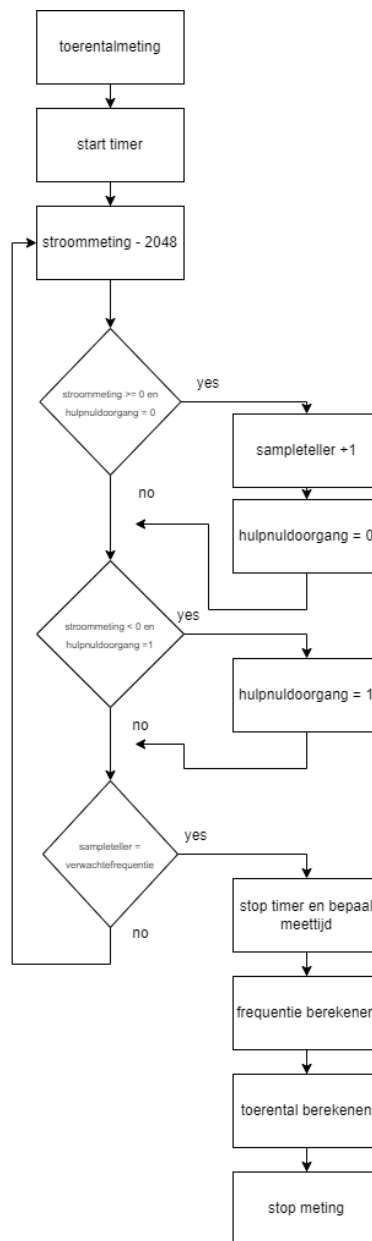 toerentalmeting
start timer
stroommeting - 2048
stroommeting >= 0 en
hulpnuldoorgang = 0
yes
sampleteller +1
hulpnuldoorgang = 0
no
stroommeting < 0 en
hulpnuldoorgang =1
yes
hulpnuldoorgang = 1
no
sampleteller =
verwachtefrequentie
yes
no
stop timer en bepaal
meettijd
frequentie berekenen
toerental berekenen
stop meting